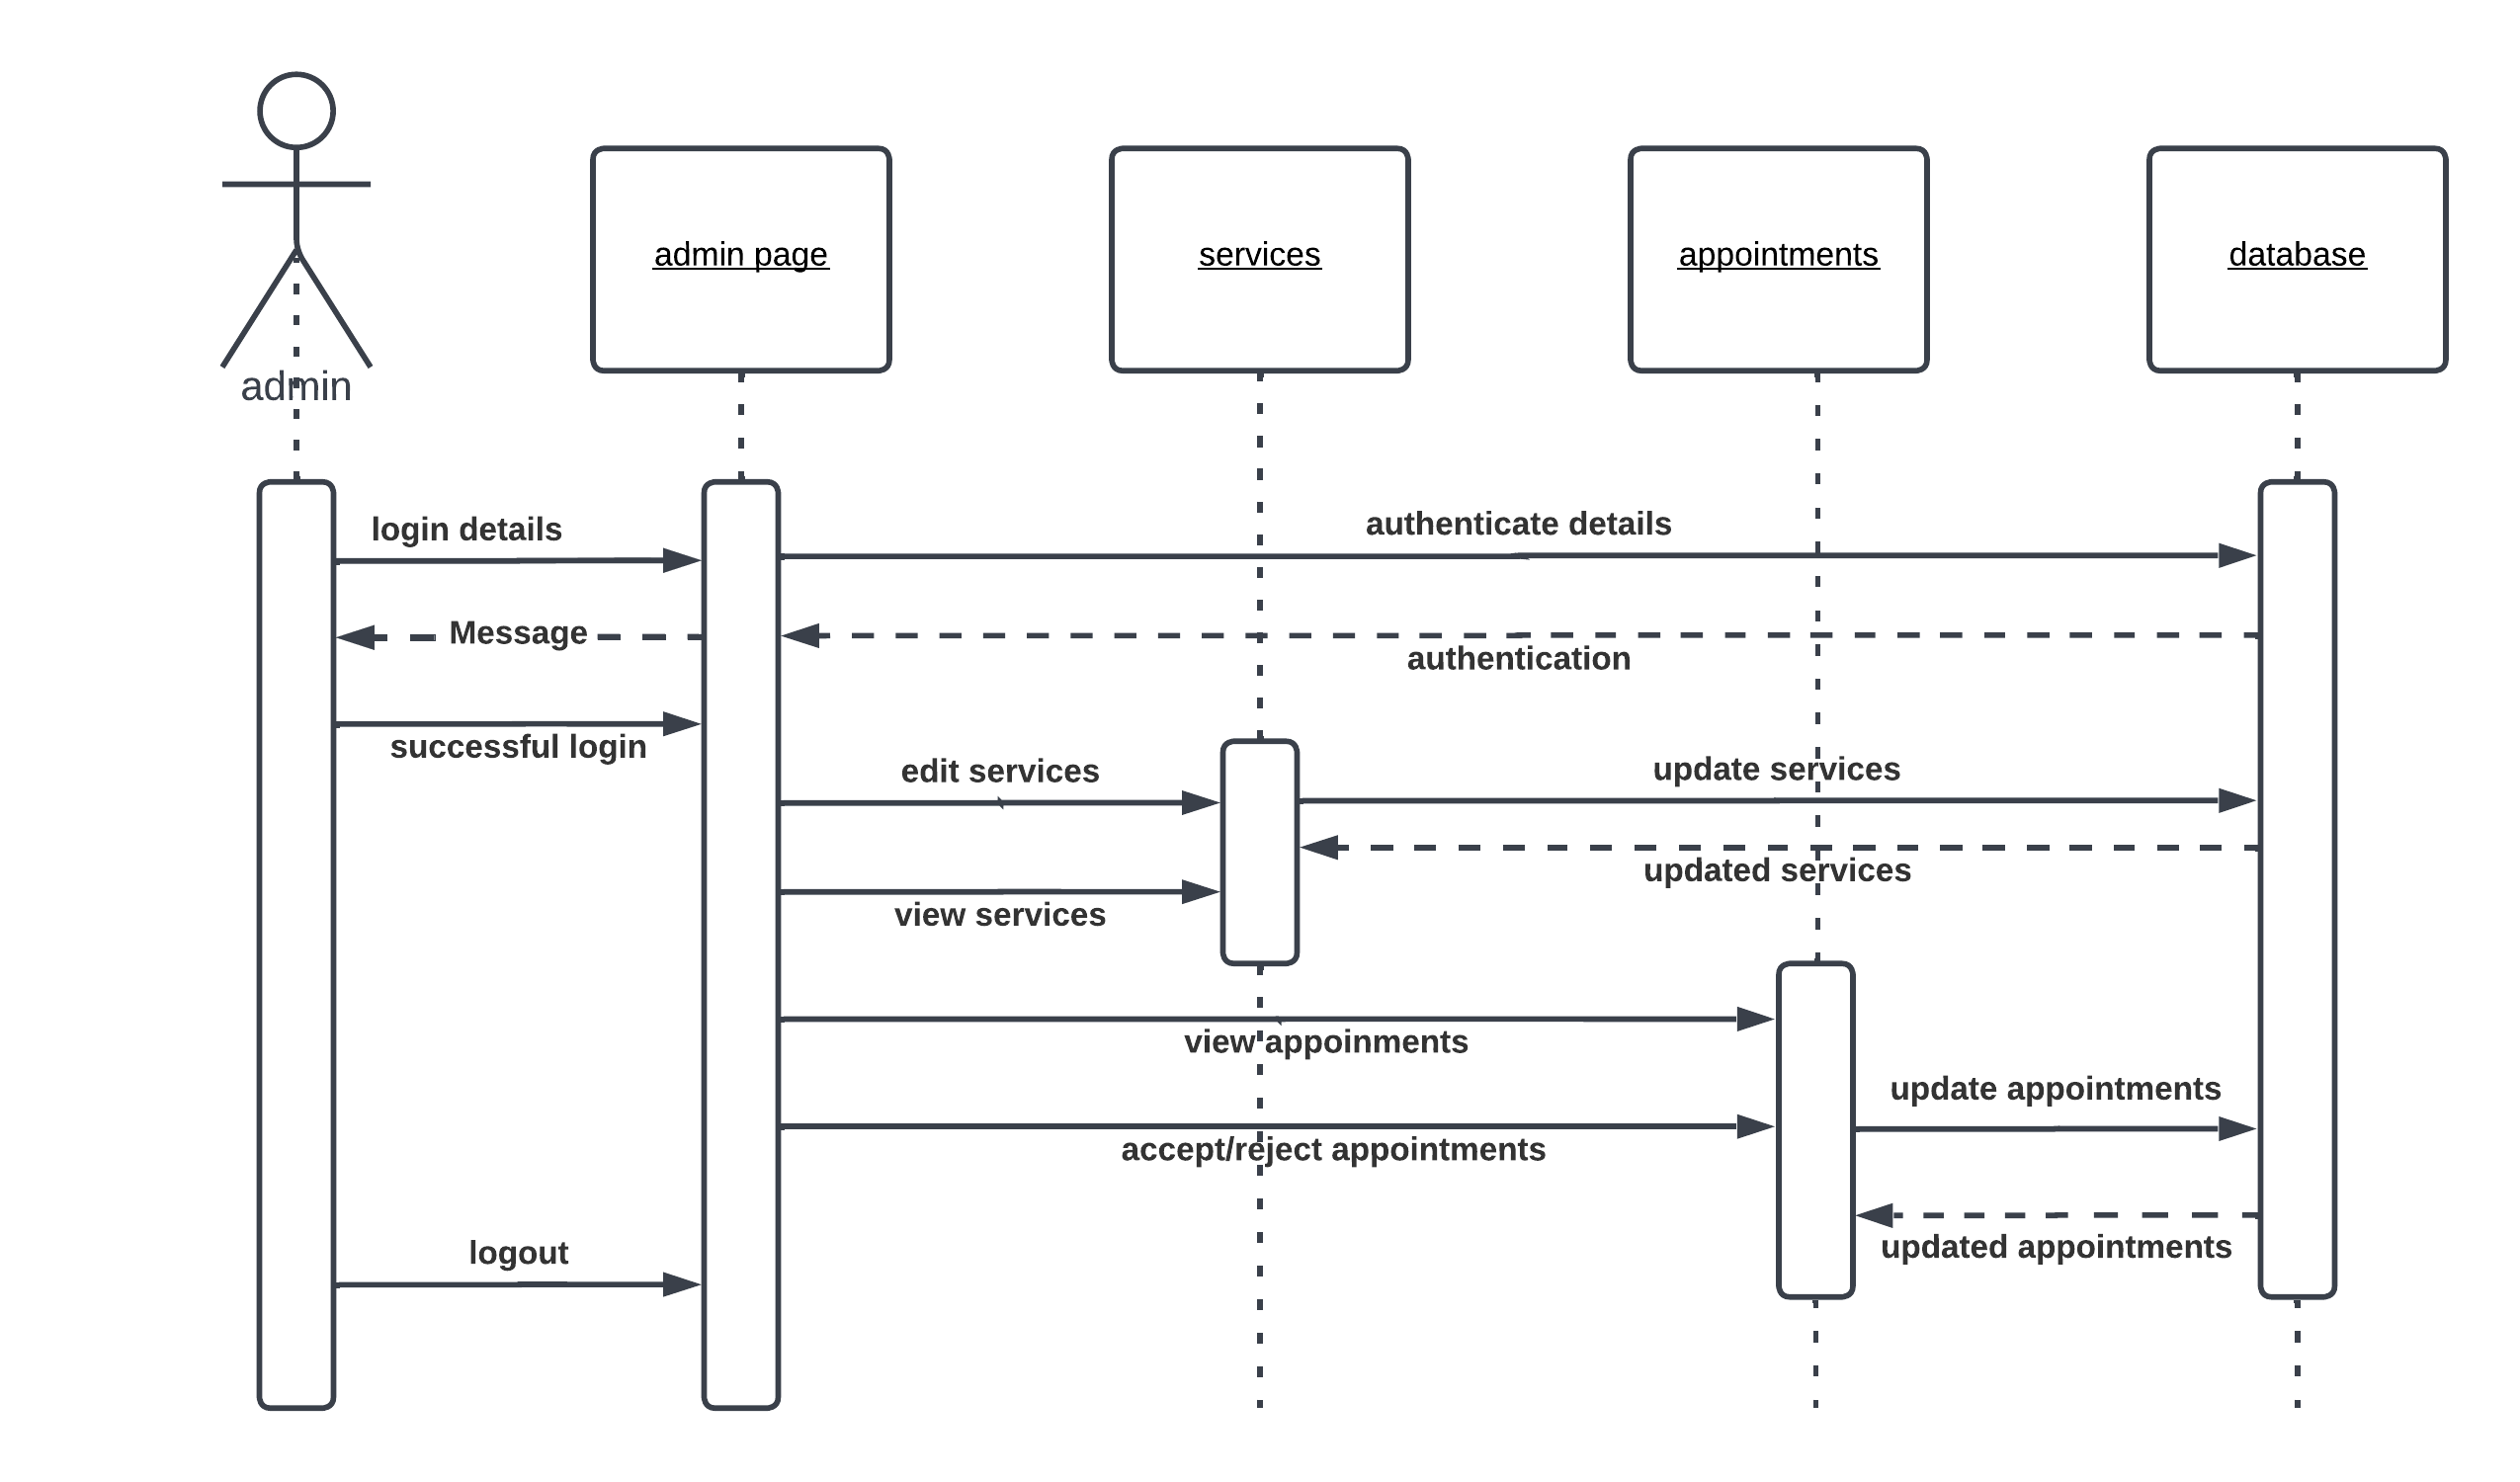 admin page
services
appointments
database
admin
login details
authenticate details
Message
authentication
successful login
edit services
update services
updated services
view services
view appoinments
update appointments
accept/reject appointments
updated appointments
logout